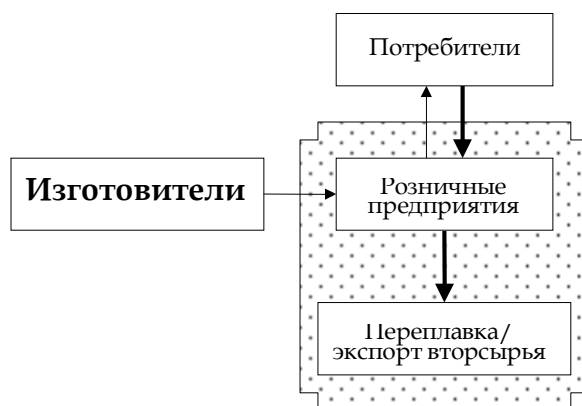 Потребители
Изготовители
Розничные
предприятия
Переплавка/
экспорт вторсырья